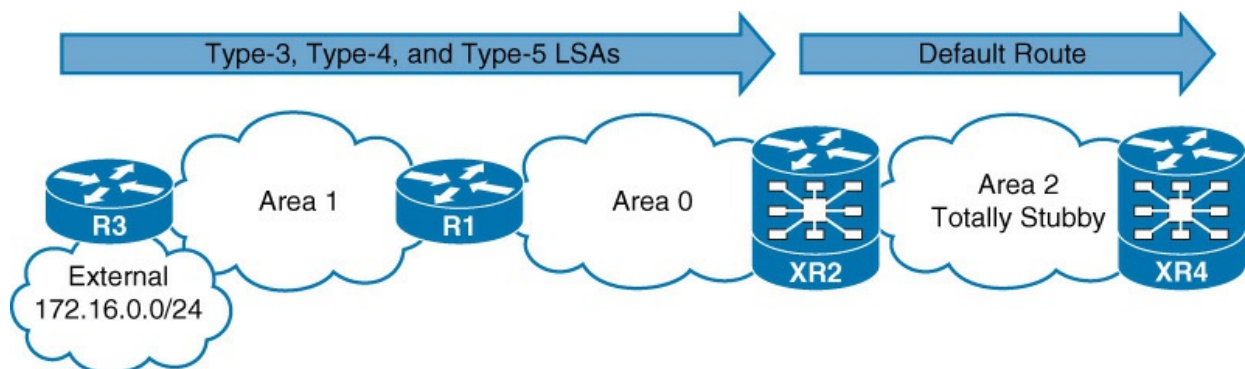 Type-3, Type-4, and Type-5 LSAs
Default Route
Area 1
Area 0
Area 2
Totally Stubby
R3
R1
XR2
XR4
External
172.16.0.0/24